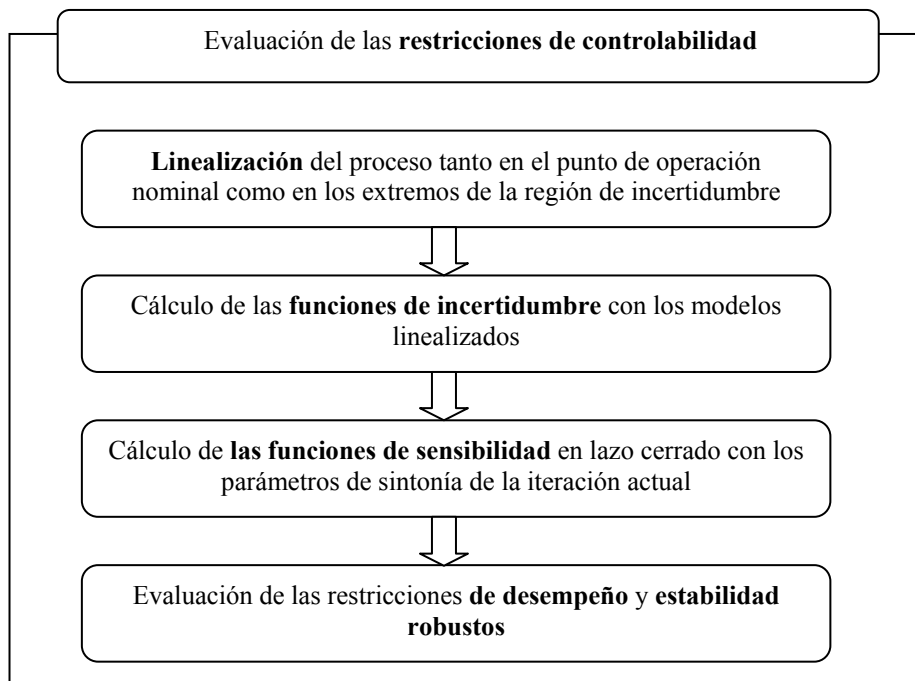 Evaluación de las restricciones de controlabilidad
Linealización del proceso tanto en el punto de operación
nominal como en los extremos de la región de incertidumbre
Cálculo de las funciones de incertidumbre con los modelos
linealizados
Cálculo de las funciones de sensibilidad en lazo cerrado con los
parámetros de sintonía de la iteración actual
Evaluación de las restricciones de desempeño y estabilidad
robustos